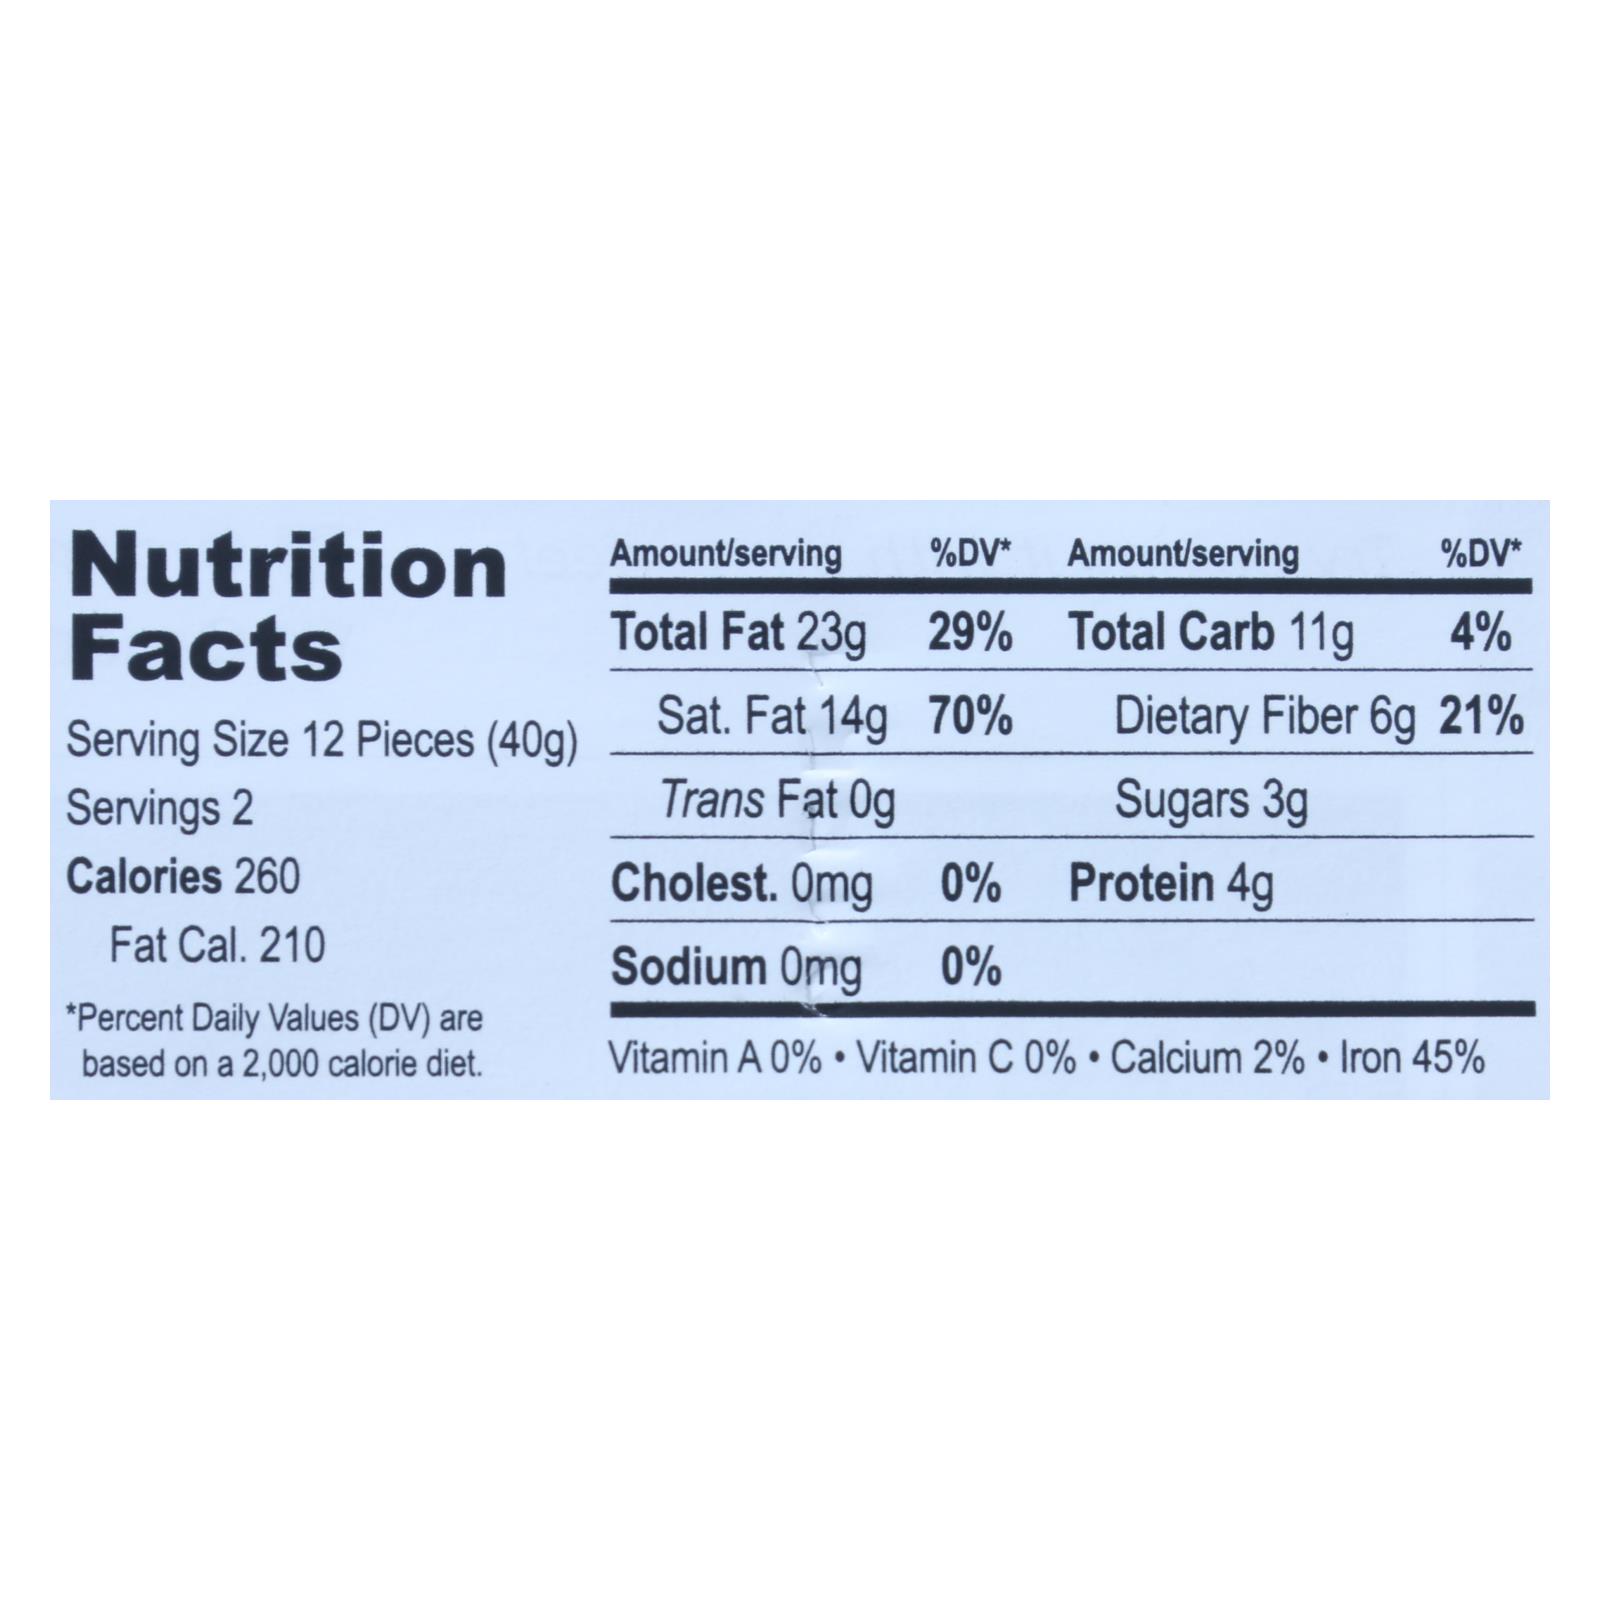 Nutrition
Facts
Serving Size 12 Pieces (40g)
Servings 2
Calories 260
Fat Cal. 210
*Percent Daily Values (DV) are
based on a 2,000 calorie diet.
Amount/serving %DV* Amount/serving %DV*
Total Fat 23g 29% Total Carb 11g 4%
Sat. Fat 14g 70% Dietary Fiber 6g 21%
Trans Fat 0g Sugars 3g
Cholest. 0mg 0% Protein 4g
Sodium 0mg 0%
Vitamin A 0% • Vitamin C 0% • Calcium 2% • Iron 45%